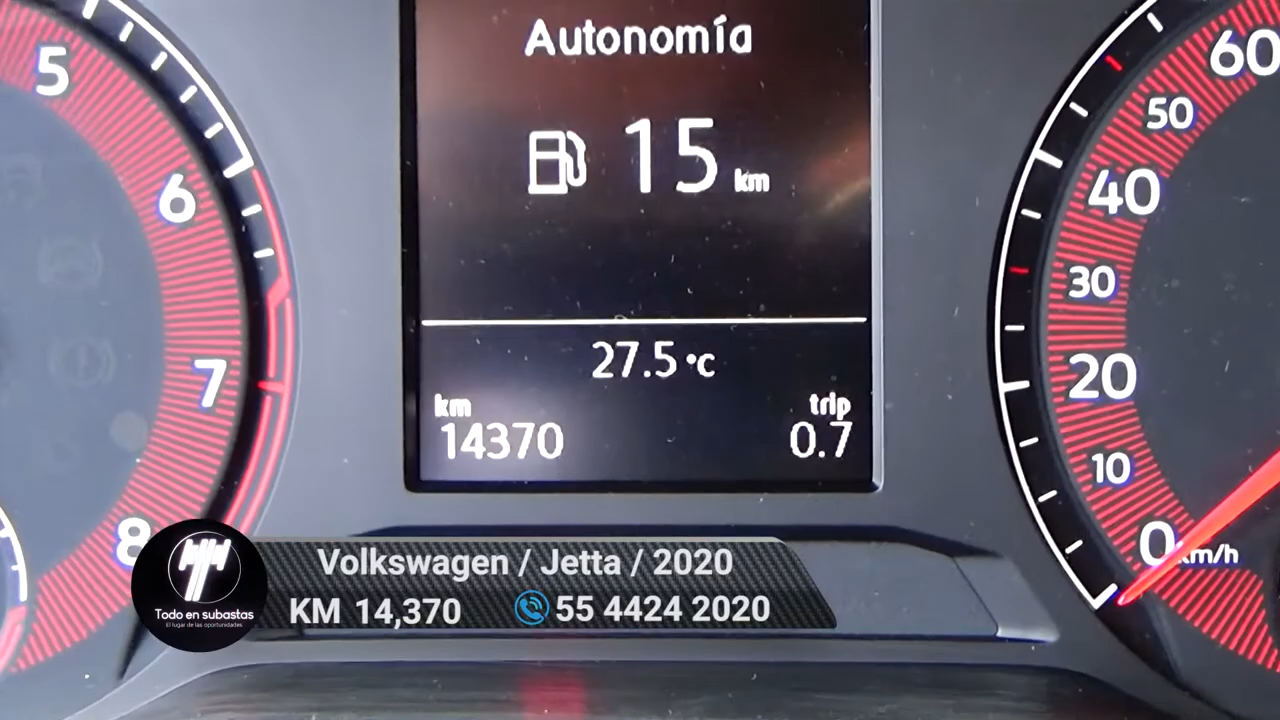 Autonomía
15 km
27.5 °C
km
14370
trip
0.7
5
6
7
8
60
50
40
30
20
10
0 km/h
Volkswagen / Jetta / 2020
KM 14,370
55 4424 2020
Todo en subastas
El lugar de las oportunidades